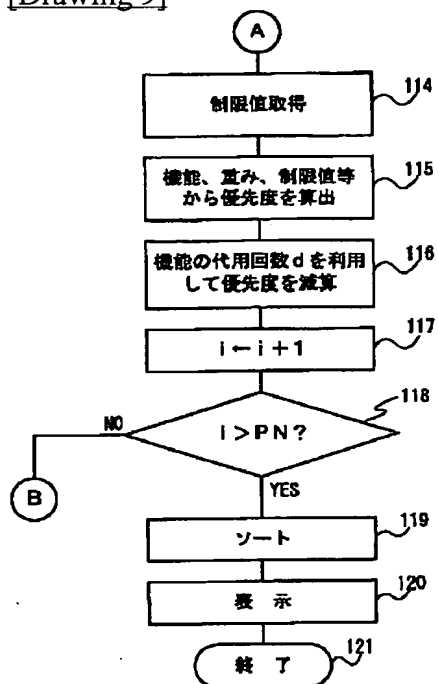 [Drawing 9]
A
制限値取得
114
機能、重み、制限値等
から優先度を算出
115
機能の代用回数dを利用
して優先度を減算
116
i←i+1
117
i>PN?
118
NO
B
YES
ソート
119
表 示
120
終 了
121